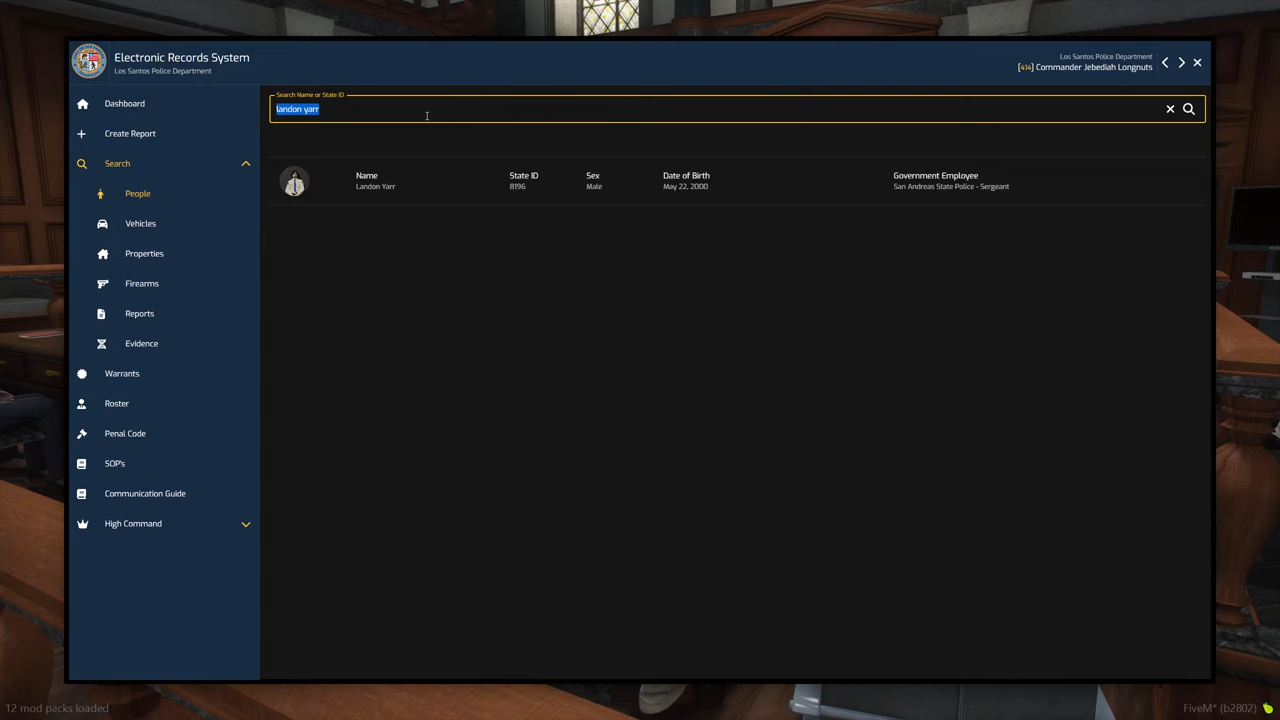 Electronic Records System
Los Santos Police Department
Los Santos Police Department
[414] Commander Jebediah Longnuts
Dashboard
Create Report
Search
People
Vehicles
Properties
Firearms
Reports
Evidence
Warrants
Roster
Penal Code
SOP's
Communication Guide
High Command
Search Name or State ID
landon yarr
Name
Landon Yarr
State ID
8196
Sex
Male
Date of Birth
May 22, 2000
Government Employee
San Andreas State Police - Sergeant
12 mod packs loaded
FiveM* (b2802)